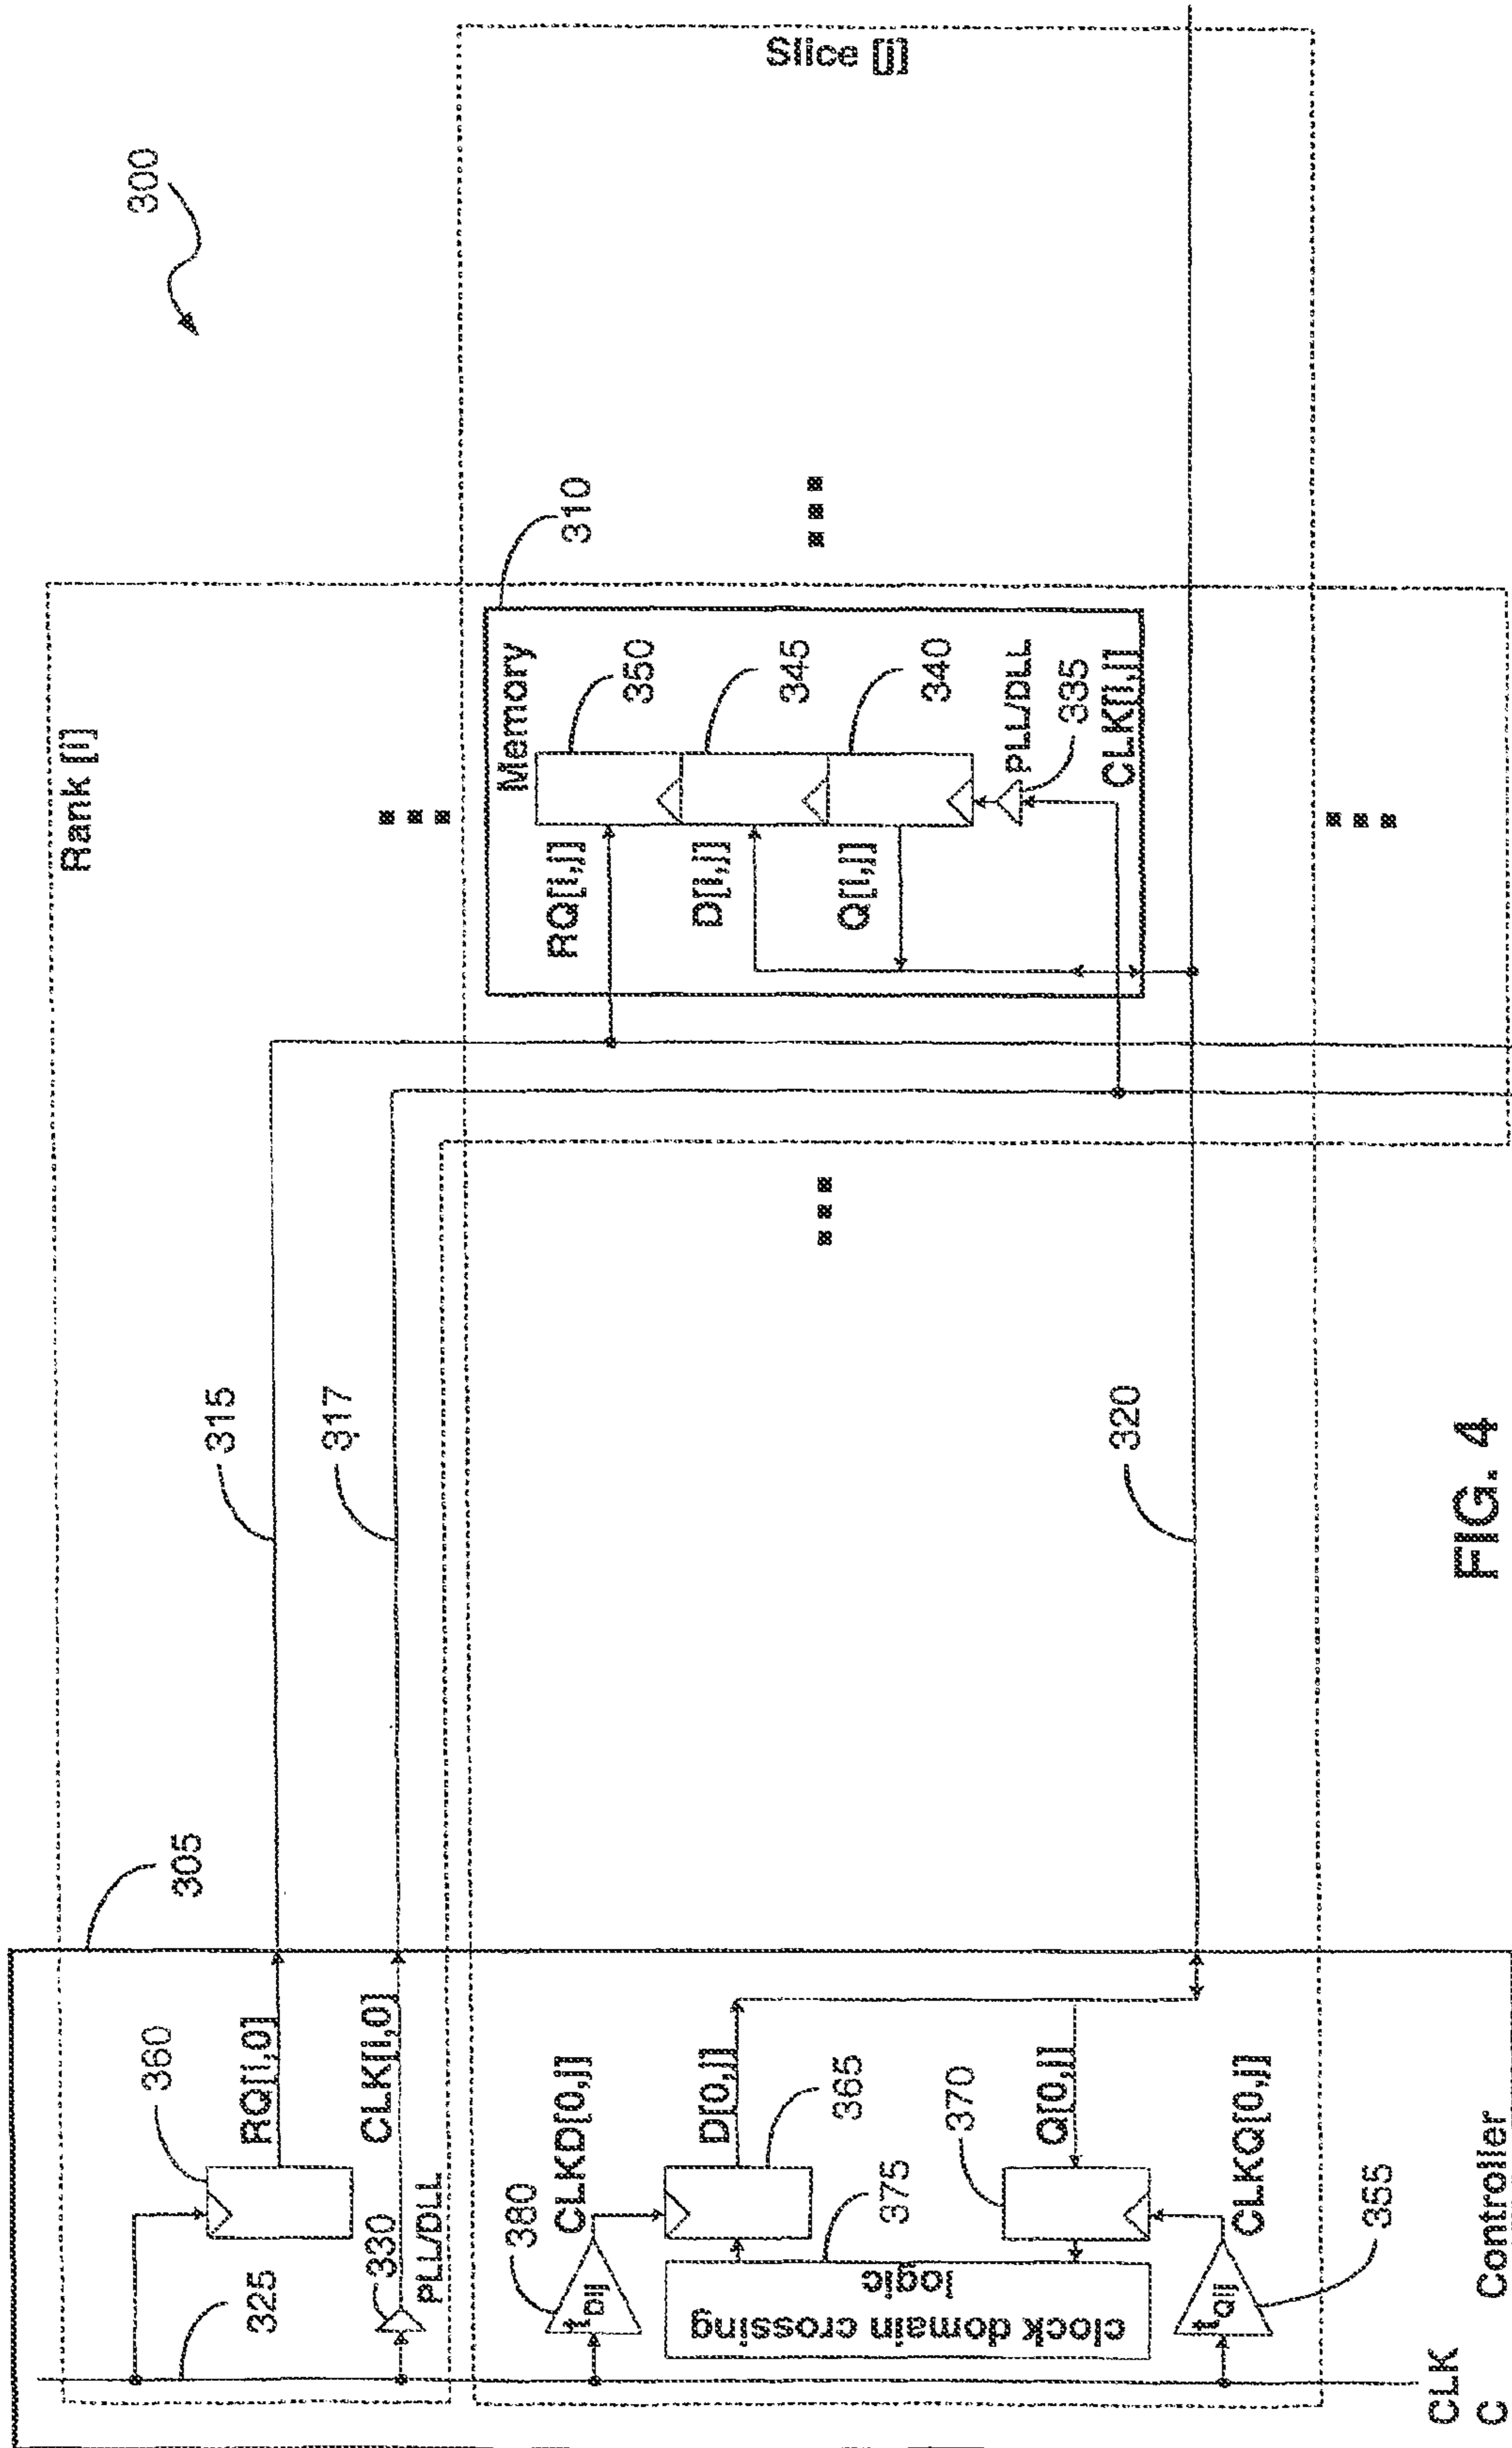 300
Slice [j]
Rank [i]
310
Memory
350
345
340
PLL/DLL
335
RQ[i,j]
D[i,j]
Q[i,j]
CLK[i,j]
315
317
320
305
360
RQ[i,0]
CLK[i,0]
325
330
PLL/DLL
380
CLKD[0,j]
D[0,j]
365
375
370
Q[0,j]
CLKQ[0,j]
355
tDij
clock domain crossing
logic
tQij
CLK
C
Controller
FIG. 4